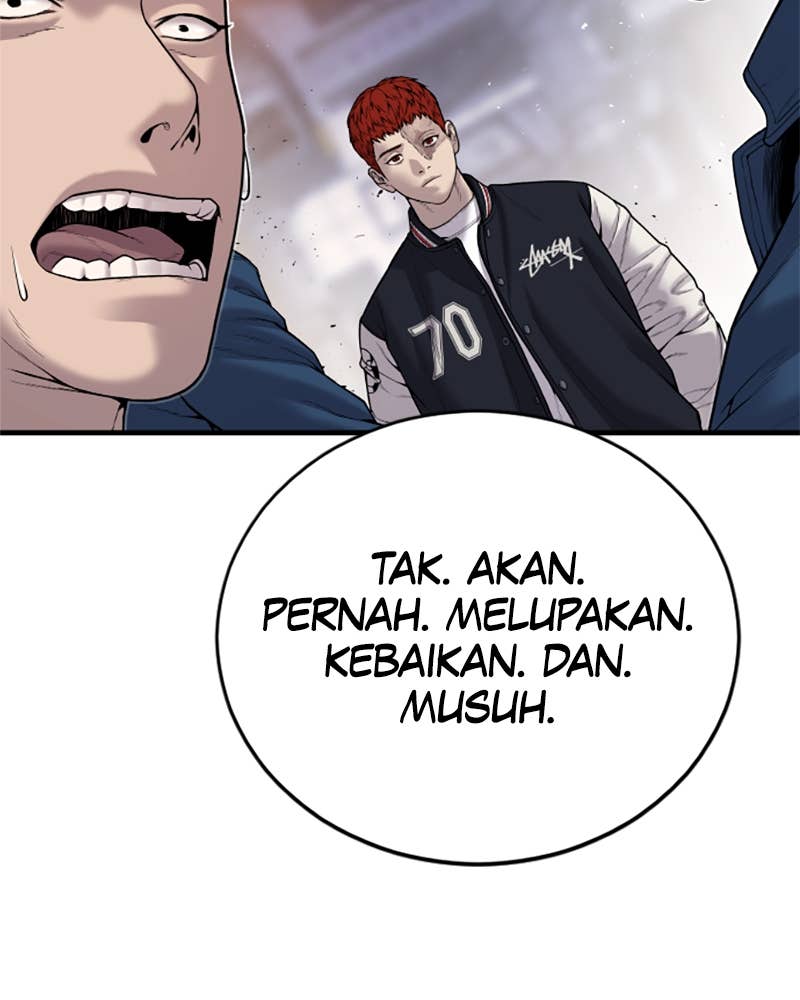 70
TAK. AKAN.
PERNAH. MELUPAKAN.
KEBAIKAN. DAN.
MUSUH.